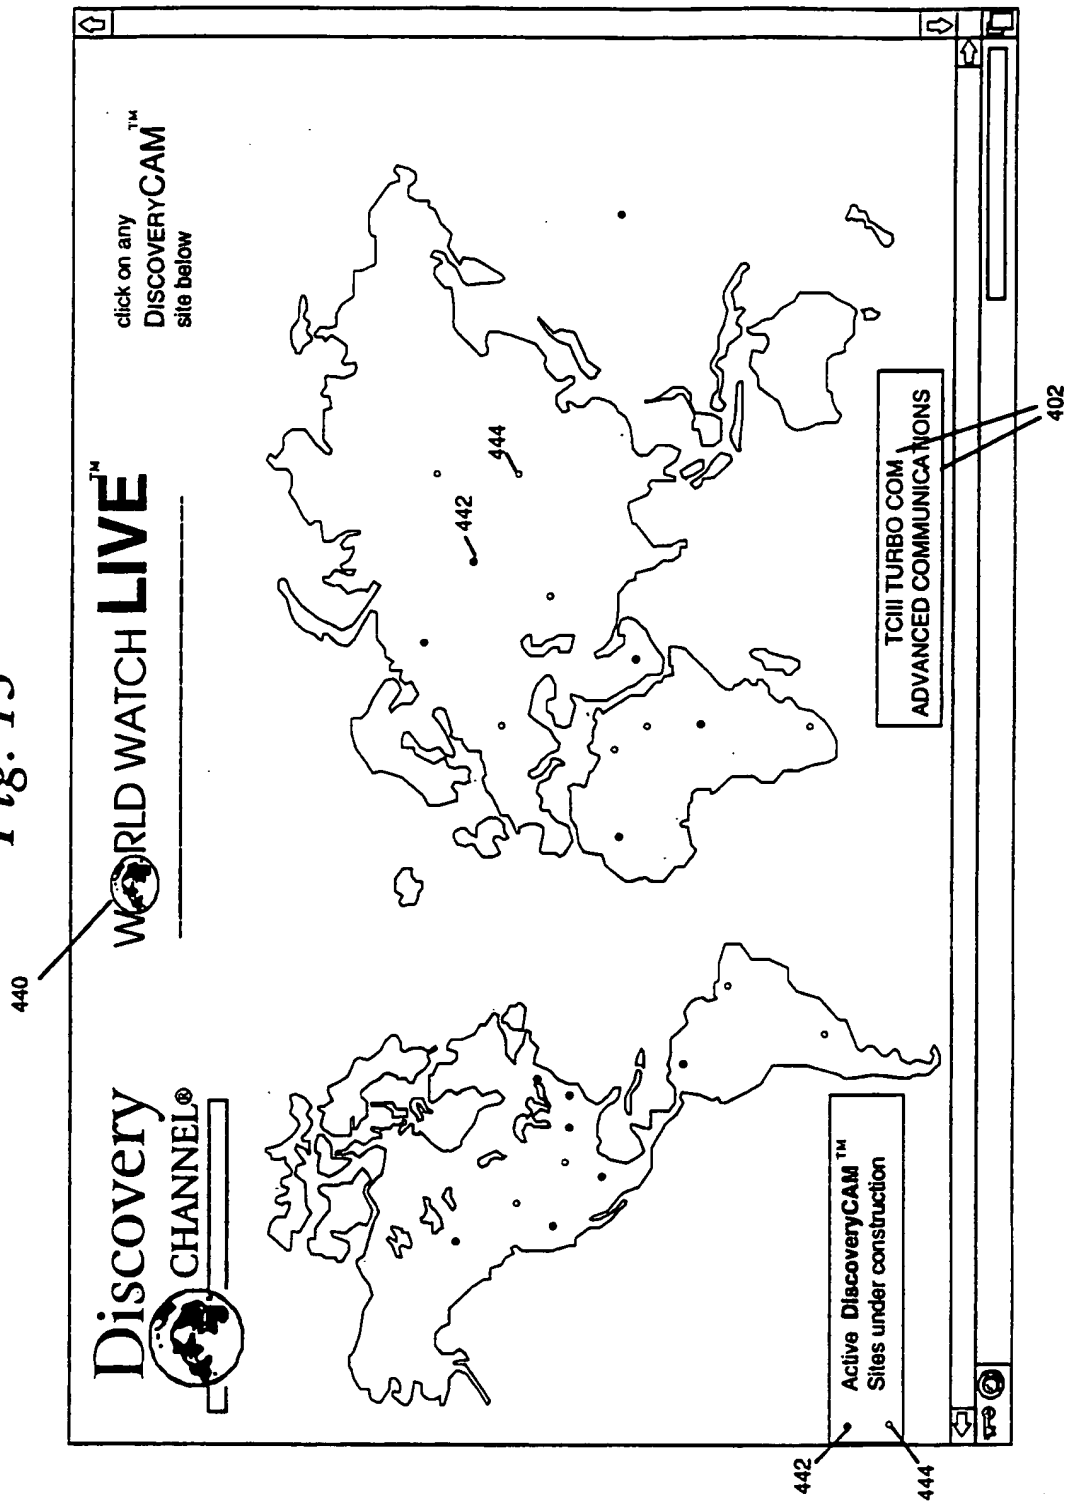 Fig. 15
440
Discovery
CHANNEL®
WORLD WATCH LIVE™
click on any
DISCOVERYCAM™
site below
442
444
442
444
Active DiscoveryCAM™
Sites under construction
TCIII TURBO COM
ADVANCED COMMUNICATIONS
402